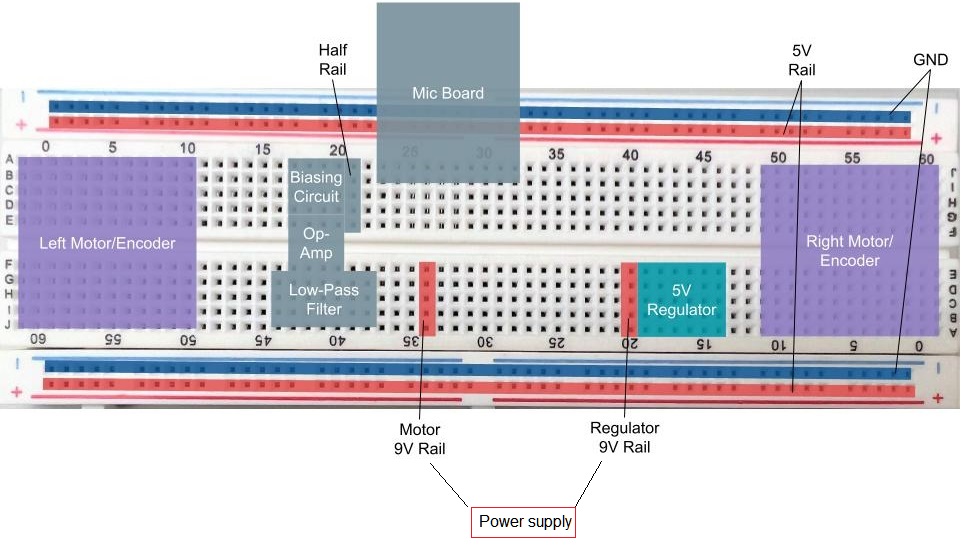 Half
Rail
5V
Rail
GND
Mic Board
0 5 10 15 20 25 30 35 40 45 50 55 60
A
B
C
D
E
J
I
H
G
F
Biasing
Circuit
Left Motor/Encoder
Op-
Amp
Right Motor/
Encoder
F
G
H
I
J
E
D
C
B
A
Low-Pass
Filter
5V
Regulator
60 55 50 45 40 35 25 20 15 10 5 0
Motor
9V Rail
Regulator
9V Rail
Power supply